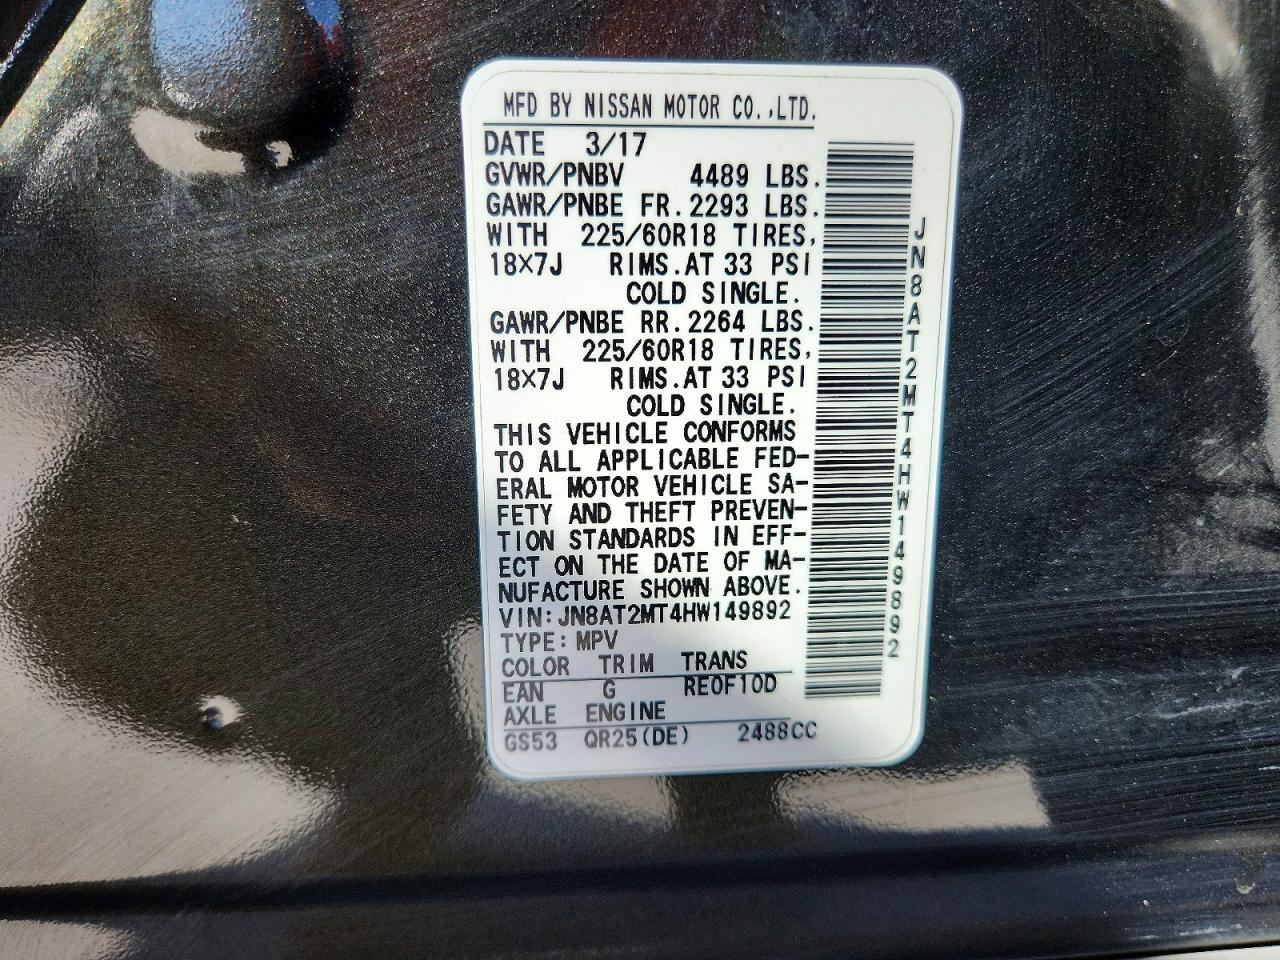 MFD BY NISSAN MOTOR CO.,LTD.
DATE 3/17
GVWR/PNBV 4489 LBS.
GAWR/PNBE FR.2293 LBS.
WITH 225/60R18 TIRES,
18×7J RIMS.AT 33 PSI
COLD SINGLE.
GAWR/PNBE RR.2264 LBS.
WITH 225/60R18 TIRES,
18×7J RIMS.AT 33 PSI
COLD SINGLE.
THIS VEHICLE CONFORMS
TO ALL APPLICABLE FED-
ERAL MOTOR VEHICLE SA-
FETY AND THEFT PREVEN-
TION STANDARDS IN EFF-
ECT ON THE DATE OF MA-
NUFACTURE SHOWN ABOVE.
VIN:JN8AT2MT4HW149892
TYPE:MPV
COLOR TRIM TRANS
EAN G RE0F10D
AXLE ENGINE
GS53 QR25(DE) 2488CC
JN8AT2MT4HW149892